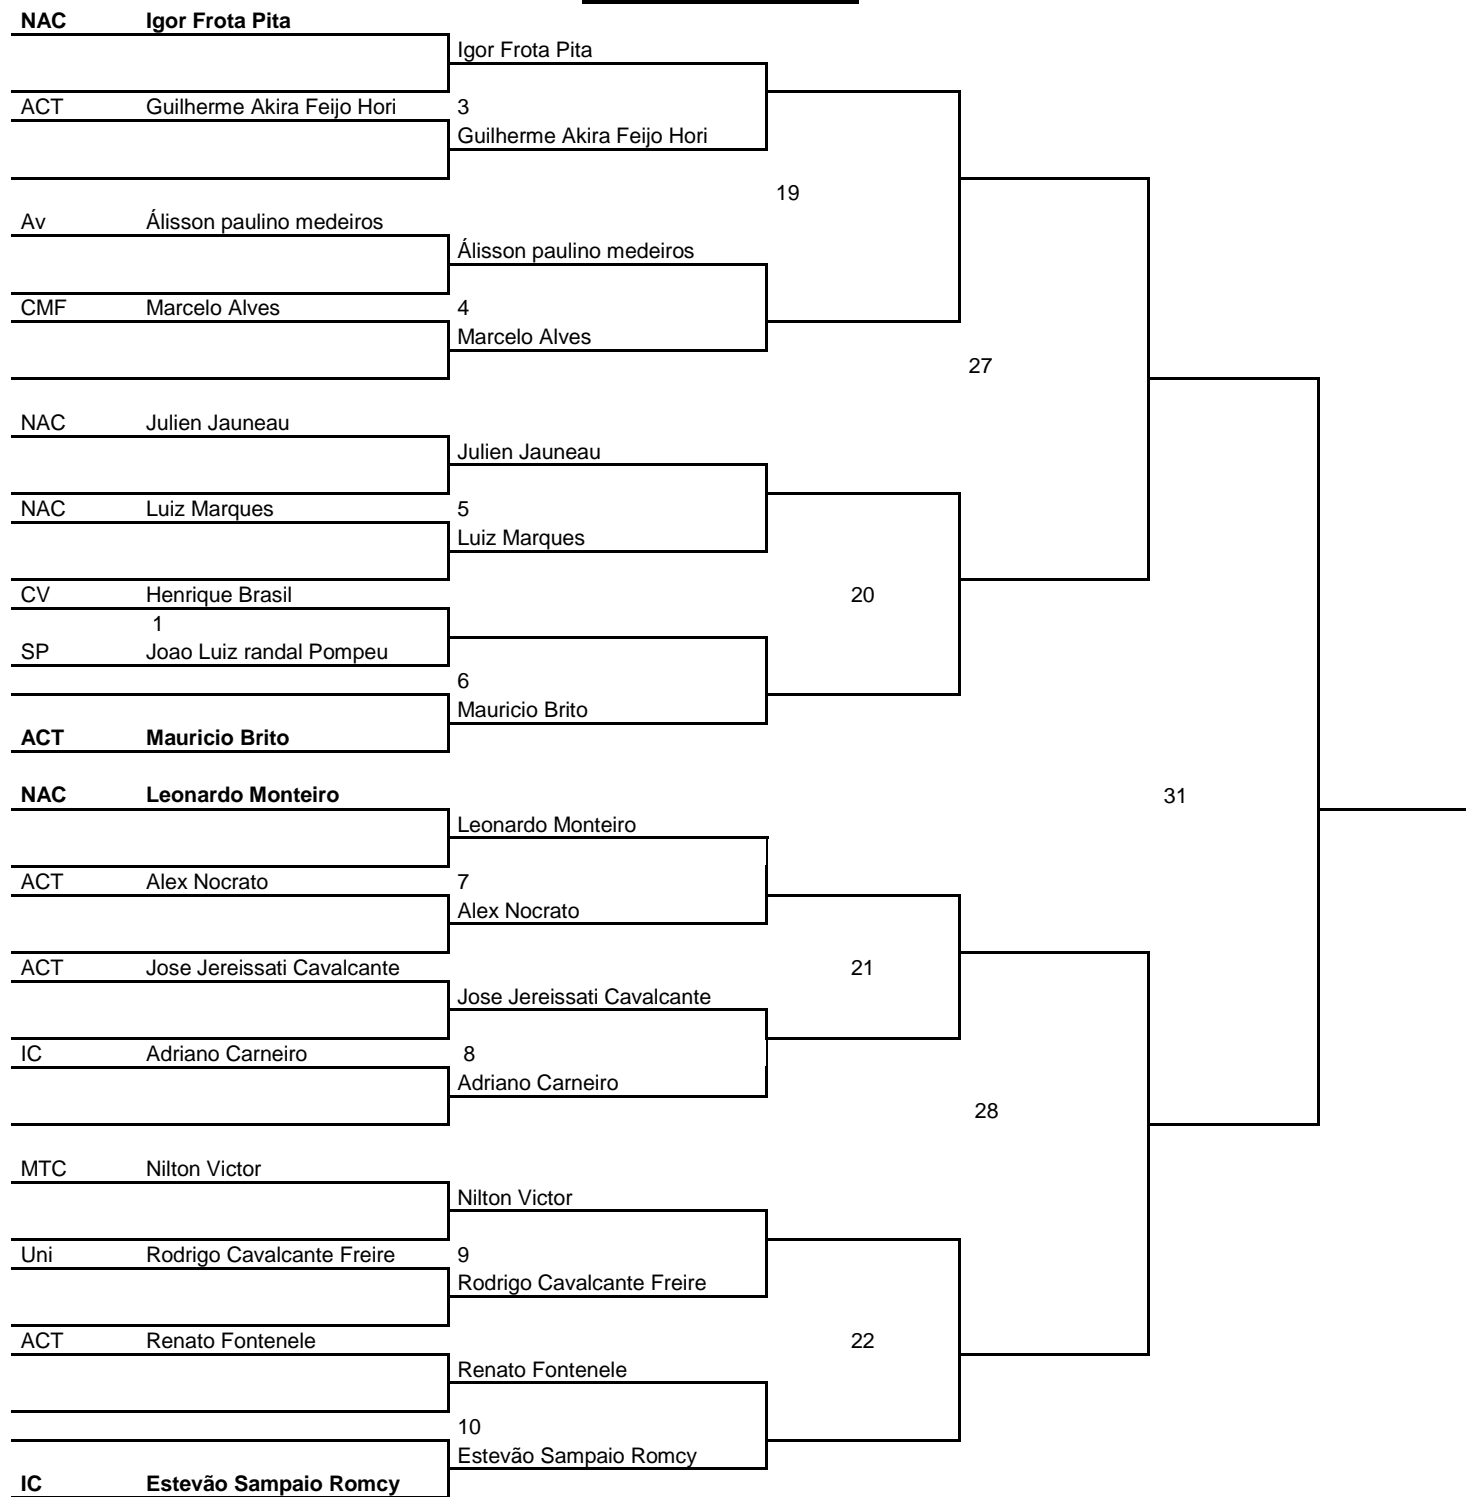 NAC Igor Frota Pita
Igor Frota Pita
ACT Guilherme Akira Feijo Hori 3
Guilherme Akira Feijo Hori
19
Av Álisson paulino medeiros
Álisson paulino medeiros
CMF Marcelo Alves 4
Marcelo Alves
27
NAC Julien Jauneau
Julien Jauneau
NAC Luiz Marques 5
Luiz Marques
CV Henrique Brasil 20
1
SP Joao Luiz randal Pompeu
6
Mauricio Brito
ACT Mauricio Brito
NAC Leonardo Monteiro 31
Leonardo Monteiro
ACT Alex Nocrato 7
Alex Nocrato
ACT Jose Jereissati Cavalcante 21
Jose Jereissati Cavalcante
IC Adriano Carneiro 8
Adriano Carneiro
28
MTC Nilton Victor
Nilton Victor
Uni Rodrigo Cavalcante Freire 9
Rodrigo Cavalcante Freire
ACT Renato Fontenele 22
Renato Fontenele
10
Estevão Sampaio Romcy
IC Estevão Sampaio Romcy